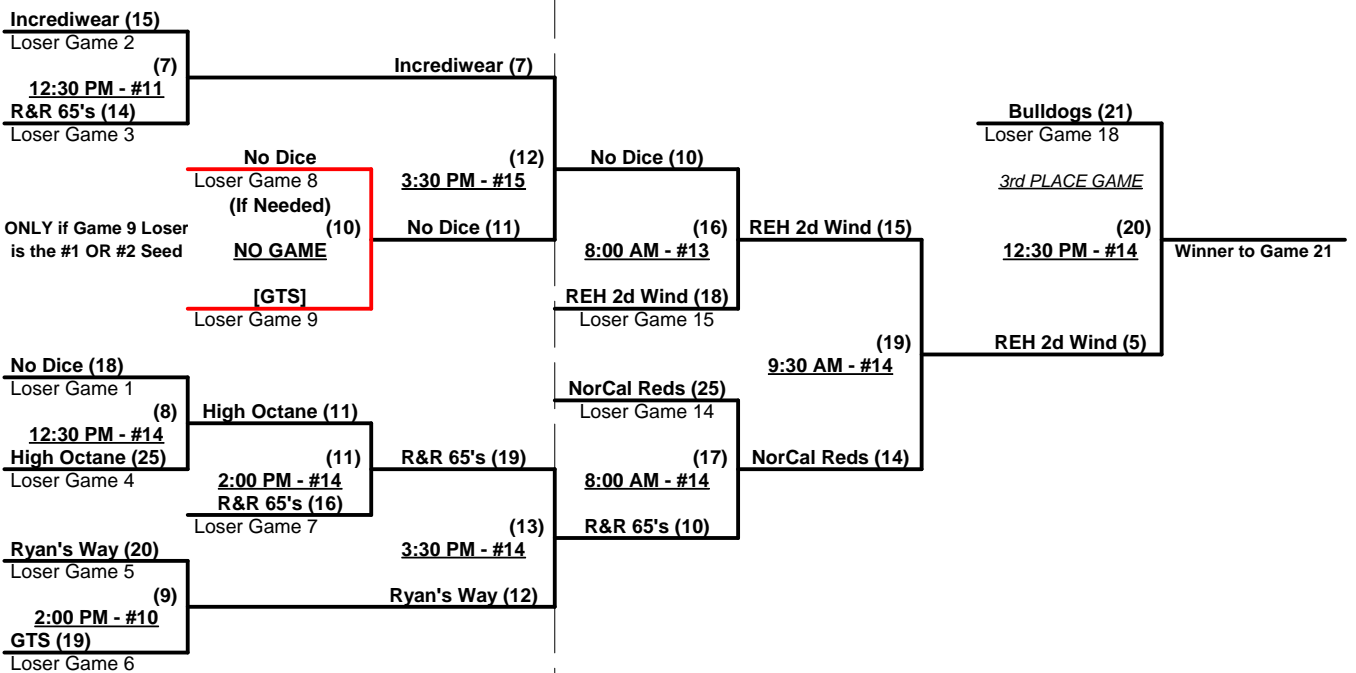 Incrediwear (15)
Loser Game 2
(7)
12:30 PM - #11
R&R 65's (14)
Loser Game 3
Incrediwear (7)
No Dice
Loser Game 8
(If Needed)
(10)
NO GAME
[GTS]
Loser Game 9
ONLY if Game 9 Loser
is the #1 OR #2 Seed
(12)
3:30 PM - #15
No Dice (11)
No Dice (18)
Loser Game 1
(8)
12:30 PM - #14
High Octane (25)
Loser Game 4
High Octane (11)
(11)
2:00 PM - #14
R&R 65's (16)
Loser Game 7
R&R 65's (19)
(13)
3:30 PM - #14
Ryan's Way (20)
Loser Game 5
(9)
2:00 PM - #10
GTS (19)
Loser Game 6
Ryan's Way (12)
No Dice (10)
(16)
8:00 AM - #13
REH 2d Wind (18)
Loser Game 15
REH 2d Wind (15)
NorCal Reds (25)
Loser Game 14
(17)
8:00 AM - #14
R&R 65's (10)
NorCal Reds (14)
(19)
9:30 AM - #14
Bulldogs (21)
Loser Game 18
3rd PLACE GAME
(20)
12:30 PM - #14
REH 2d Wind (5)
Winner to Game 21